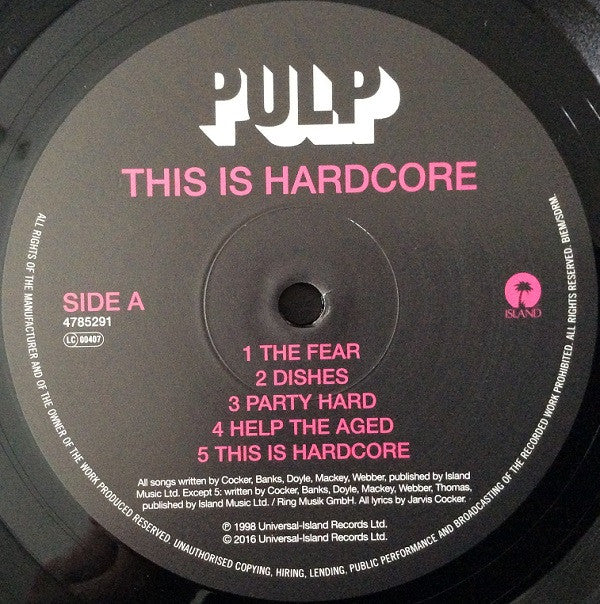 PULP
THIS IS HARDCORE
SIDE A
4785291
LC 00407
ISLAND
1 THE FEAR
2 DISHES
3 PARTY HARD
4 HELP THE AGED
5 THIS IS HARDCORE
All songs written by Cocker, Banks, Doyle, Mackey, Webber, published by Island
Music Ltd. Except 5: written by Cocker, Banks, Doyle, Mackey, Webber, Thomas,
published by Island Music Ltd. / Ring Musik GmbH. All lyrics by Jarvis Cocker.
℗ 1998 Universal-Island Records Ltd.
© 2016 Universal-Island Records Ltd.
ALL RIGHTS OF THE MANUFACTURER AND OF THE OWNER OF THE WORK PRODUCED RESERVED. UNAUTHORISED COPYING, HIRING, LENDING, PUBLIC PERFORMANCE AND BROADCASTING OF THE RECORDED WORK PROHIBITED. ALL RIGHTS RESERVED. BIEM/SDRM.